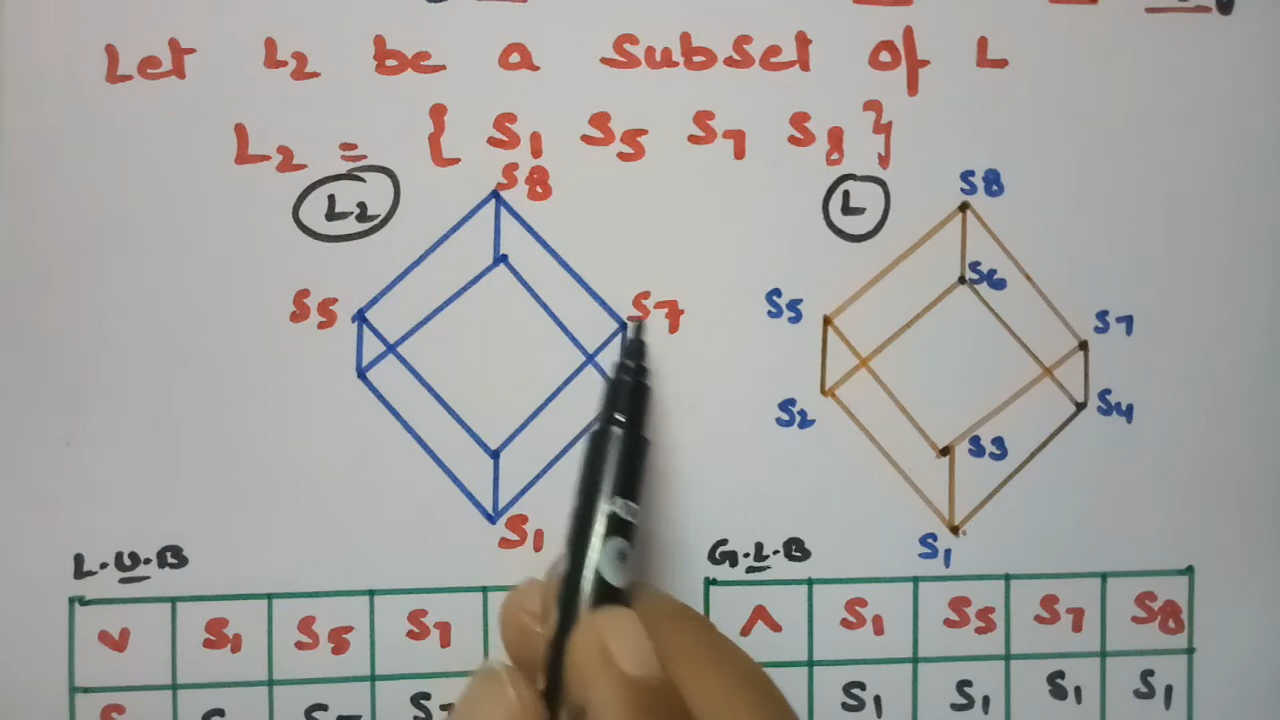 Let L2 be a subset of L
L2 = { S1 S5 S7 S8 }
L2
S8
S5
S7
S1
L
S8
S6
S5
S7
S2
S4
S3
S1
L.U.B
V S1 S5 S7
G.L.B
Λ S1 S5 S7 S8
S1 S1 S1 S1